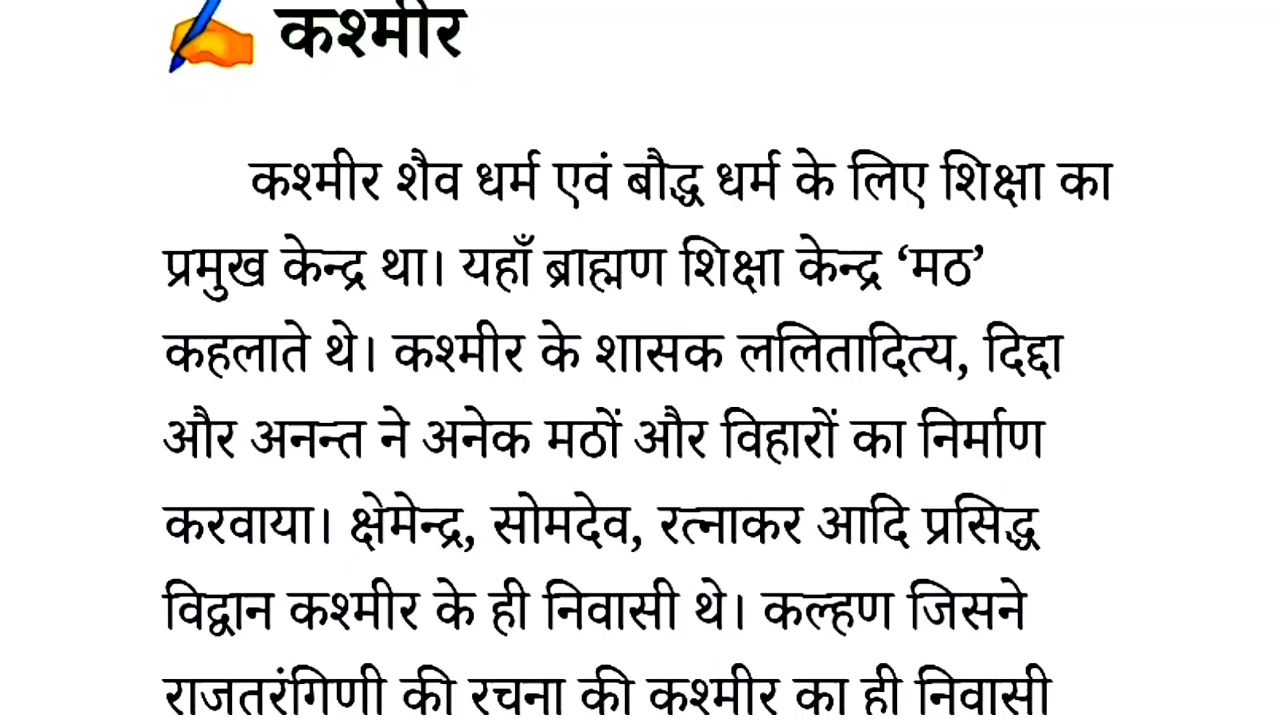 कश्मीर
कश्मीर शैव धर्म एवं बौद्ध धर्म के लिए शिक्षा का
प्रमुख केन्द्र था। यहाँ ब्राह्मण शिक्षा केन्द्र ‘मठ’
कहलाते थे। कश्मीर के शासक ललितादित्य, दिद्दा
और अनन्त ने अनेक मठों और विहारों का निर्माण
करवाया। क्षेमेन्द्र, सोमदेव, रत्नाकर आदि प्रसिद्ध
विद्वान कश्मीर के ही निवासी थे। कल्हण जिसने
राजतरंगिणी की रचना की कश्मीर का ही निवासी